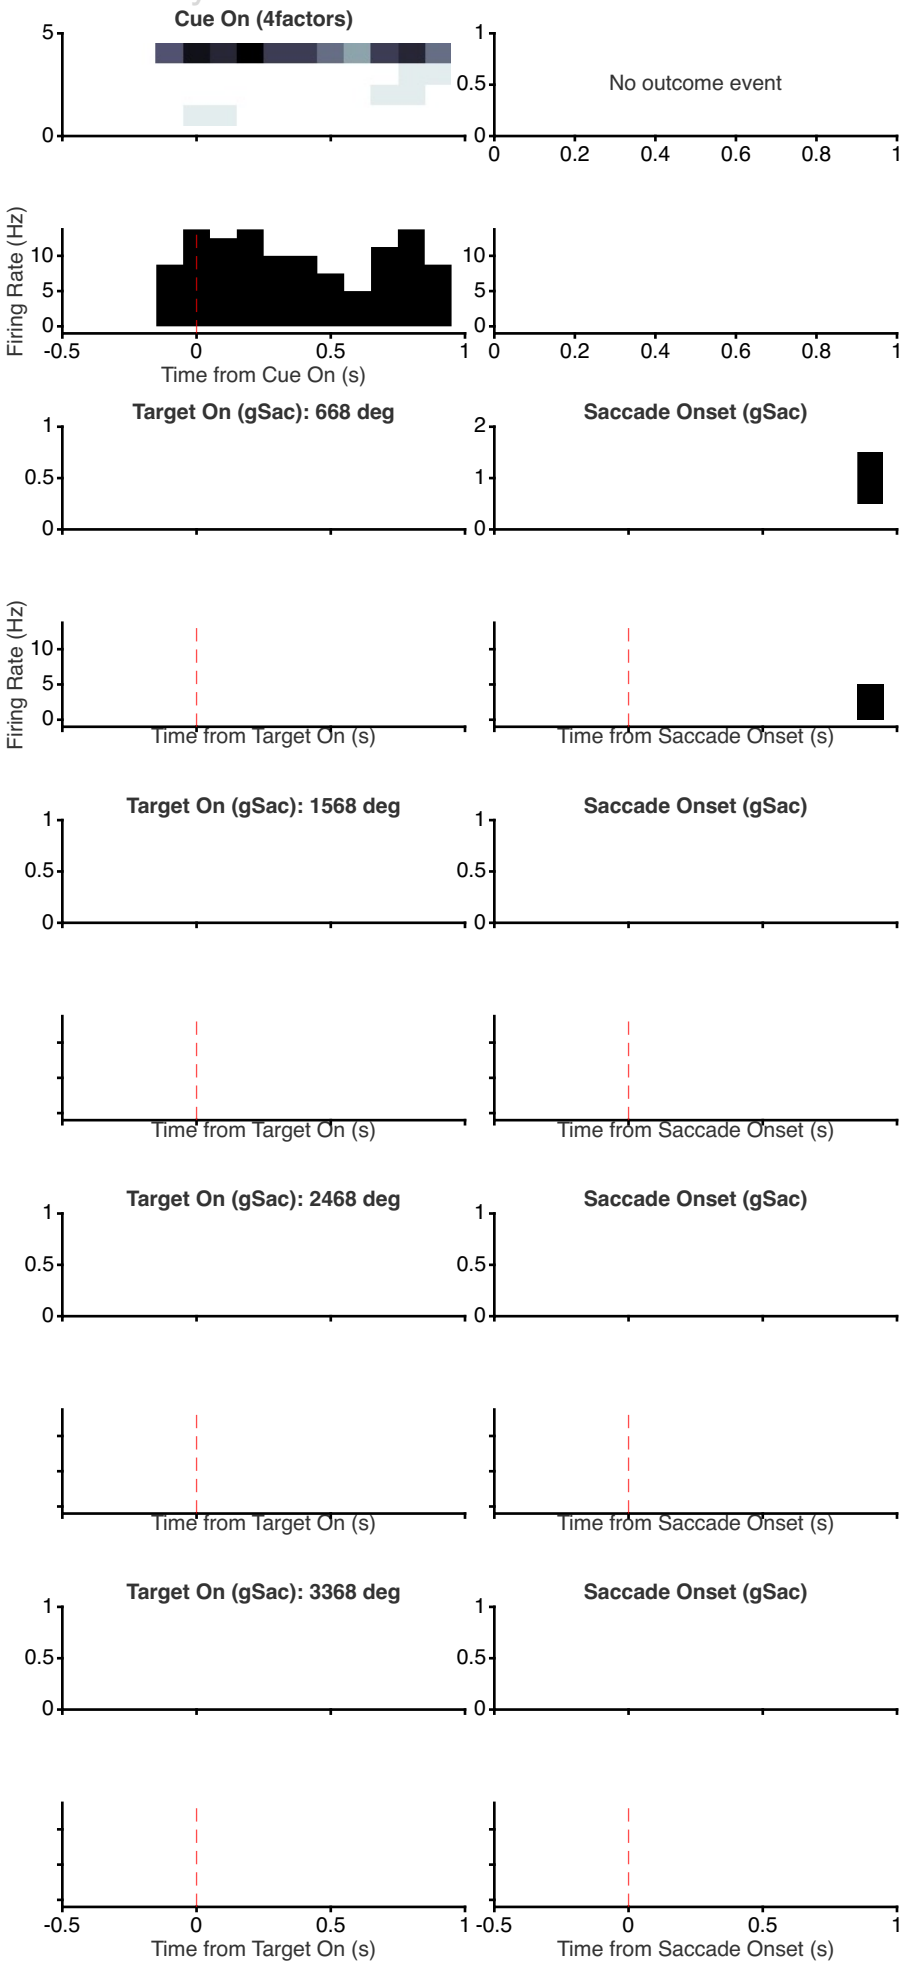 Cue On (4factors)
5
0
1
0.5
0
No outcome event
0 0.2 0.4 0.6 0.8 1
Firing Rate (Hz)
10
5
0
-0.5 0 0.5 1
Time from Cue On (s)
10
5
0
0 0.2 0.4 0.6 0.8 1
Target On (gSac): 668 deg
1
0.5
0
Saccade Onset (gSac)
2
1
0
Firing Rate (Hz)
10
5
0
Time from Target On (s)
Time from Saccade Onset (s)
Target On (gSac): 1568 deg
1
0.5
0
Saccade Onset (gSac)
1
0.5
0
Time from Target On (s)
Time from Saccade Onset (s)
Target On (gSac): 2468 deg
1
0.5
0
Saccade Onset (gSac)
1
0.5
0
Time from Target On (s)
Time from Saccade Onset (s)
Target On (gSac): 3368 deg
1
0.5
0
Saccade Onset (gSac)
1
0.5
0
-0.5 0 0.5 1
Time from Target On (s)
-0.5 0 0.5 1
Time from Saccade Onset (s)